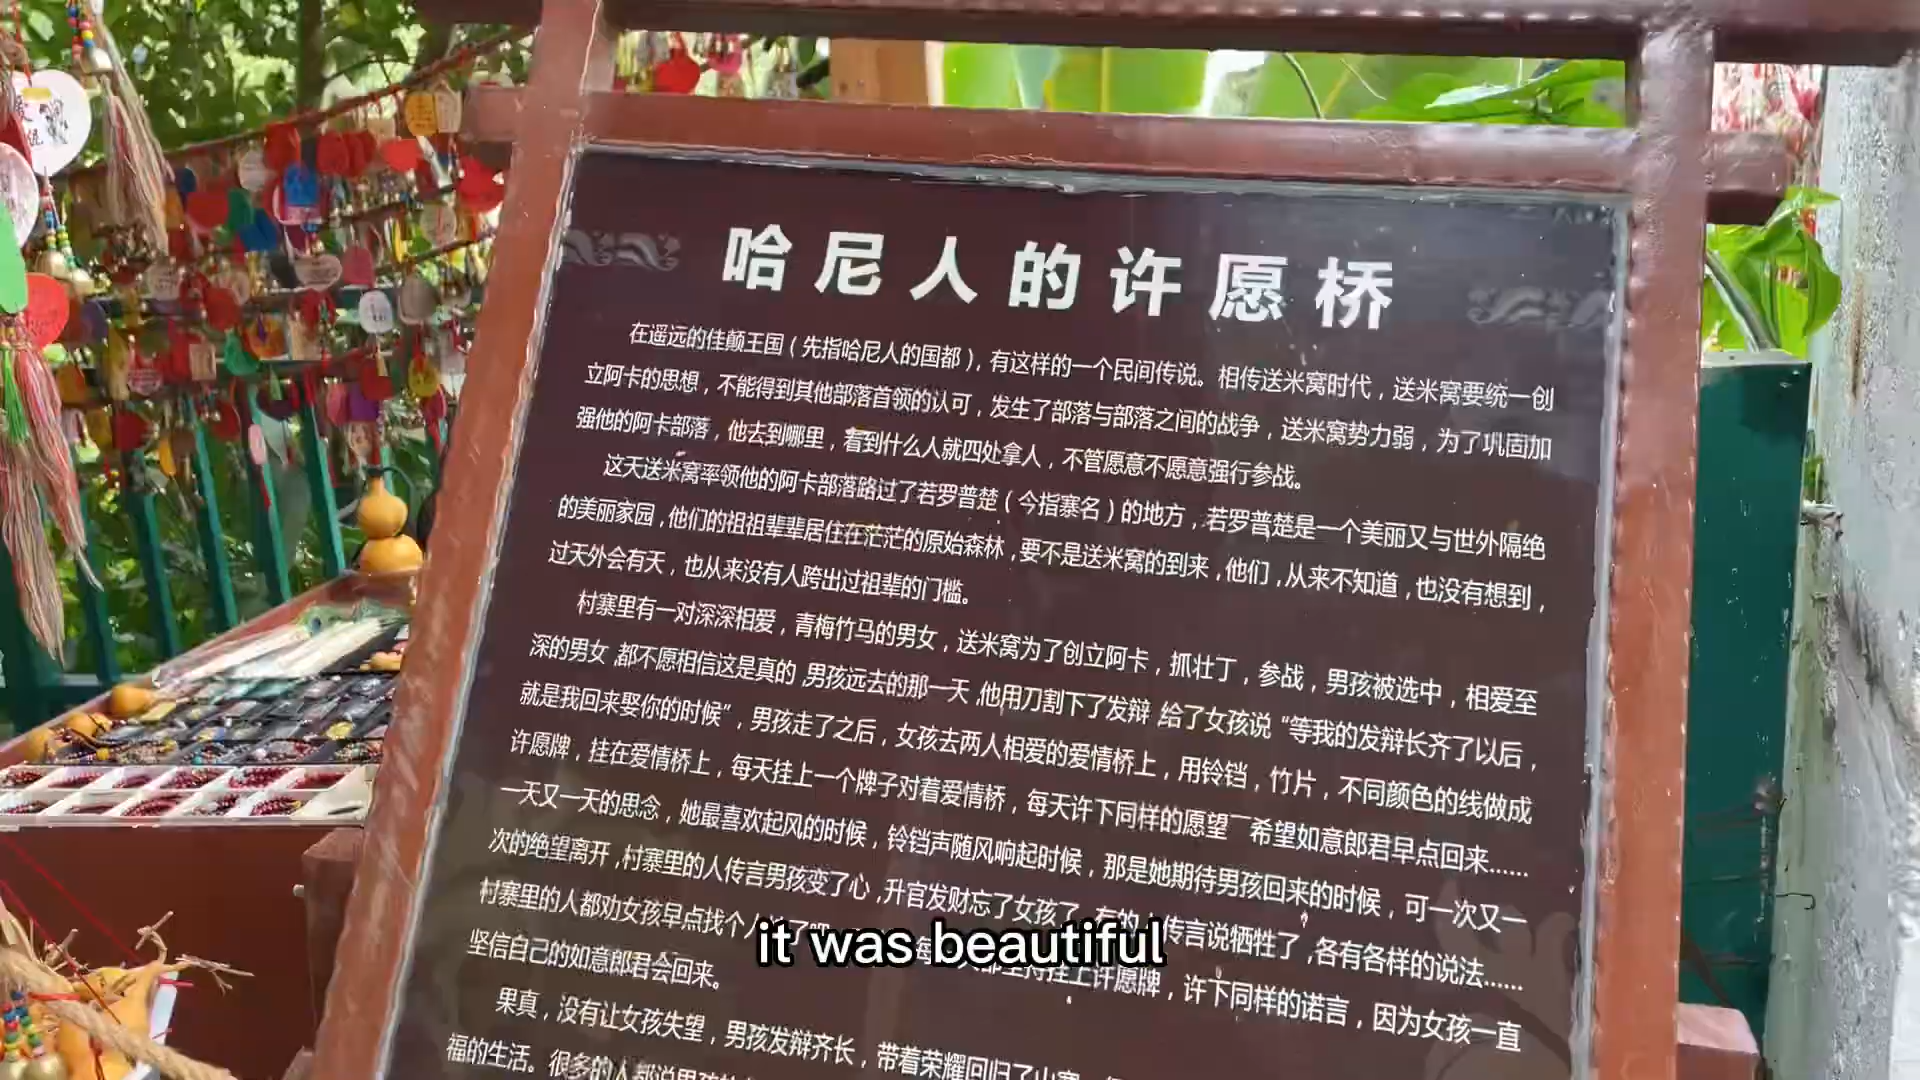 哈尼人的许愿桥
在遥远的佳颠王国（先指哈尼人的国都），有这样的一个民间传说。相传送米窝时代，送米窝要统一创
立阿卡的思想，不能得到其他部落首领的认可，发生了部落与部落之间的战争，送米窝势力弱，为了巩固加
强他的阿卡部落，他去到哪里，看到什么人就四处拿人，不管愿意不愿意强行参战。
这天送米窝率领他的阿卡部落路过了若罗普楚（今指寨名）的地方，若罗普楚是一个美丽又与世外隔绝
的美丽家园，他们的祖祖辈辈居住在茫茫的原始森林，要不是送米窝的到来，他们，从来不知道，也没有想到，
过天外会有天，也从来没有人跨出过祖辈的门槛。
村寨里有一对深深相爱，青梅竹马的男女，送米窝为了创立阿卡，抓壮丁，参战，男孩被选中，相爱至
深的男女，都不愿相信这是真的，男孩远去的那一天，他用刀割下了发辫，给了女孩说“等我的发辫长齐了以后，
就是我回来娶你的时候”，男孩走了之后，女孩去两人相爱的爱情桥上，用铃铛，竹片，不同颜色的线做成
许愿牌，挂在爱情桥上，每天挂上一个牌子对着爱情桥，每天许下同样的愿望—希望如意郎君早点回来……
一天又一天的思念，她最喜欢起风的时候，铃铛声随风响起时候，那是她期待男孩回来的时候，可一次又一
次的绝望离开，村寨里的人传言男孩变了心，升官发财忘了女孩了，有的传言说牺牲了，各有各样的说法……
村寨里的人都劝女孩早点找个人 每 都坚持挂上许愿牌，许下同样的诺言，因为女孩一直
坚信自己的如意郎君会回来。
果真，没有让女孩失望，男孩发辫齐长，带着荣耀回归了山寨
福的生活。很多的人都说男孩
it was beautiful